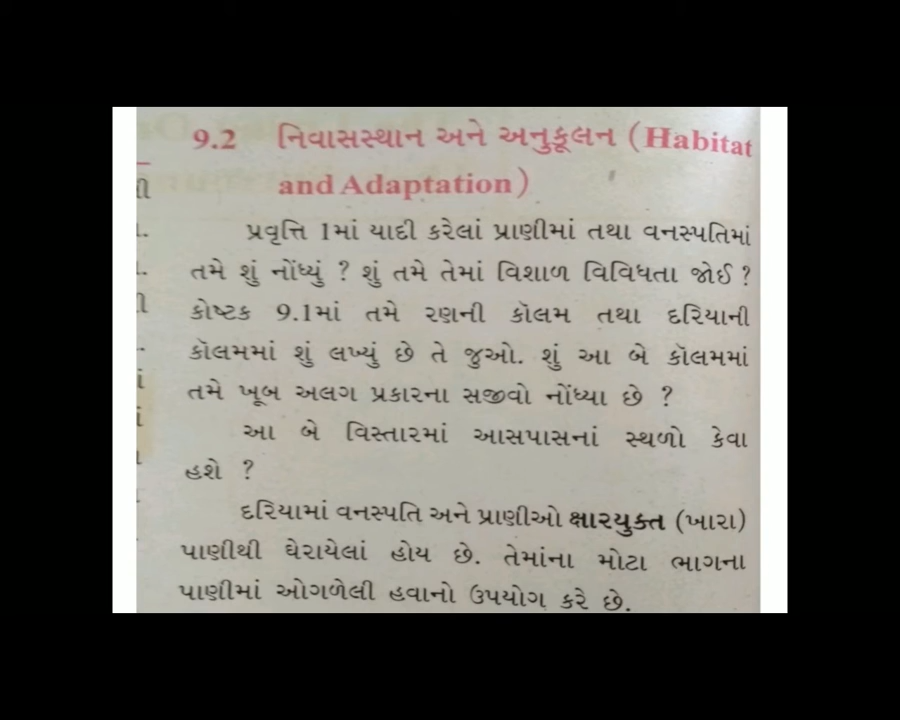 9.2 નિવાસસ્થાન અને અનુકૂલન (Habitat
and Adaptation)
પ્રવૃત્તિ 1માં યાદી કરેલાં પ્રાણીમાં તથા વનસ્પતિમાં
તમે શું નોંધ્યું ? શું તમે તેમાં વિશાળ વિવિધતા જોઈ ?
કોષ્ટક 9.1માં તમે રણની કૉલમ તથા દરિયાની
કૉલમમાં શું લખ્યું છે તે જુઓ. શું આ બે કૉલમમાં
તમે ખૂબ અલગ પ્રકારના સજીવો નોંધ્યા છે ?
આ બે વિસ્તારમાં આસપાસનાં સ્થળો કેવા
હશે ?
દરિયામાં વનસ્પતિ અને પ્રાણીઓ ક્ષારયુક્ત (ખારા)
પાણીથી ઘેરાયેલાં હોય છે. તેમાંના મોટા ભાગના
પાણીમાં ઓગળેલી હવાનો ઉપયોગ કરે છે.